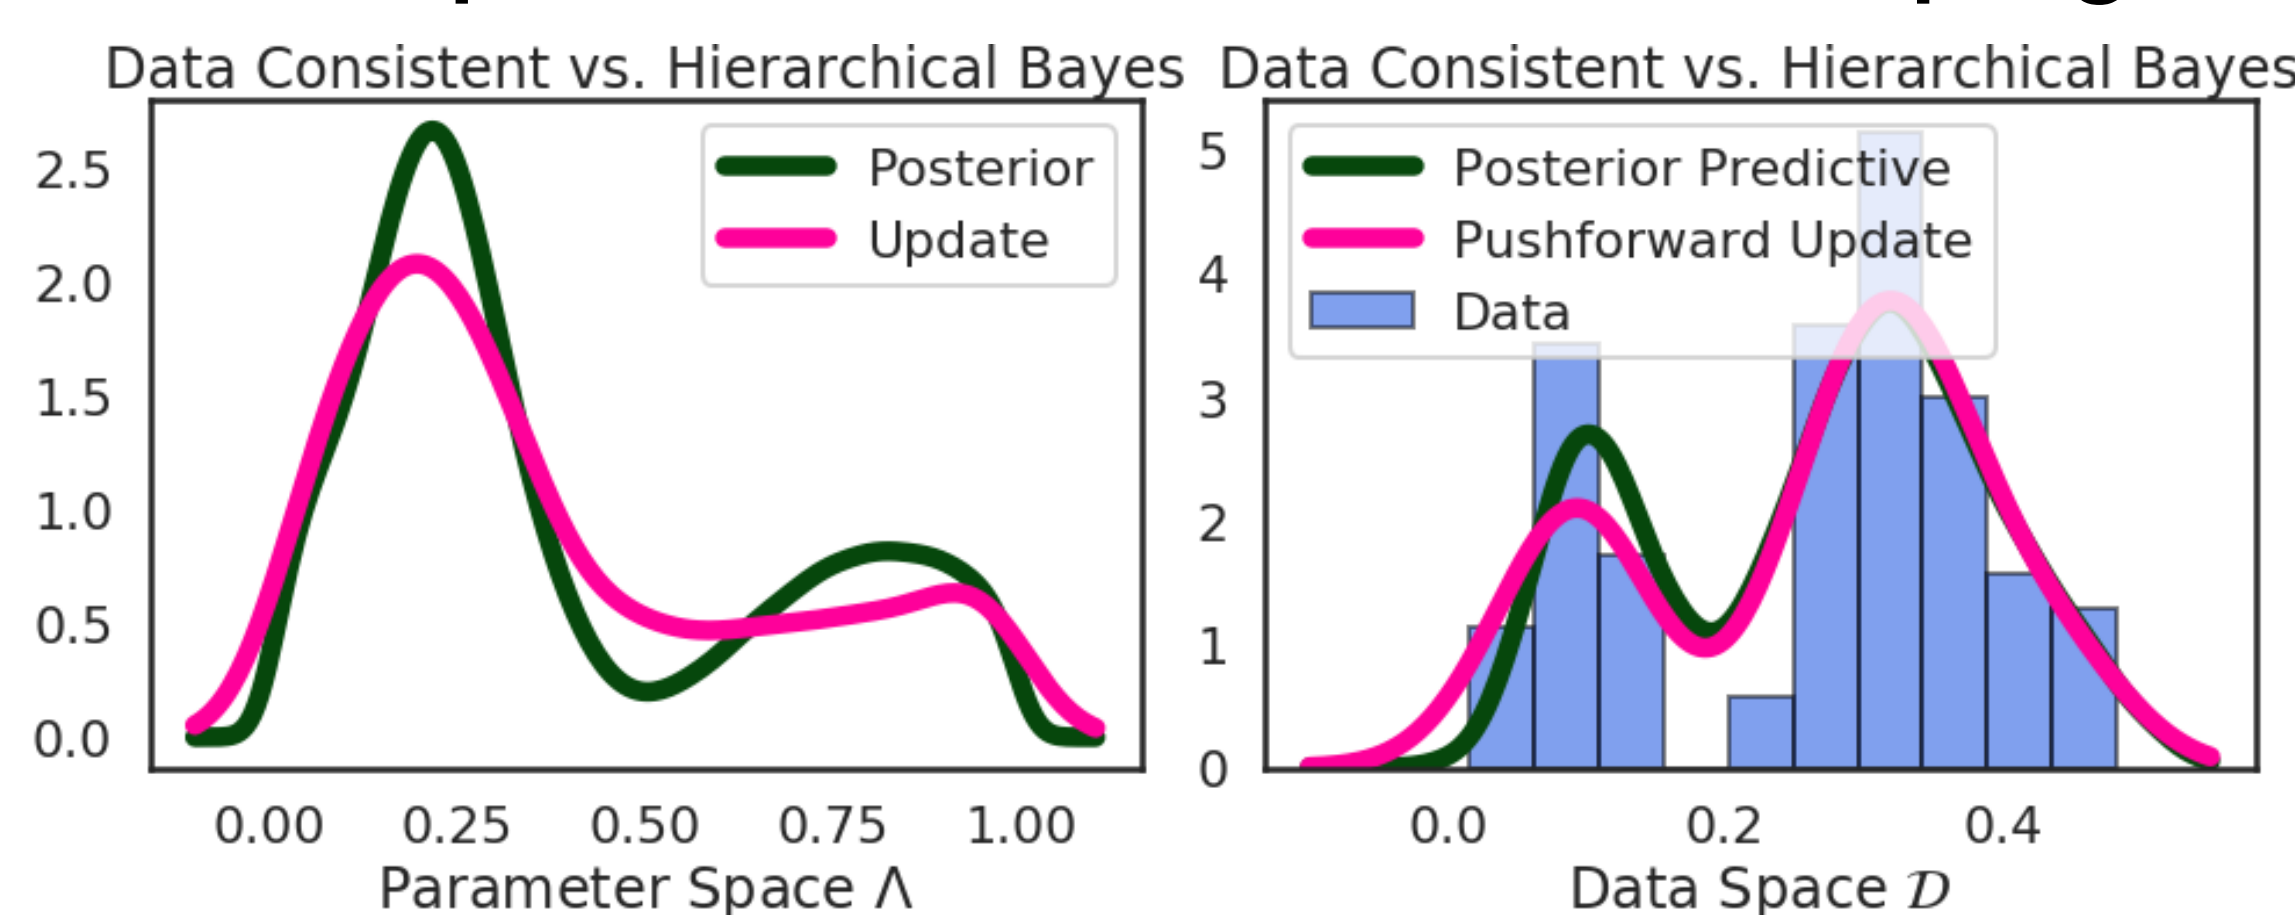 Data Consistent vs. Hierarchical Bayes
Posterior
Update
2.5
2.0
1.5
1.0
0.5
0.0
0.00 0.25 0.50 0.75 1.00
Parameter Space Λ
Data Consistent vs. Hierarchical Bayes
Posterior Predictive
Pushforward Update
Data
5
4
3
2
1
0
0.0 0.2 0.4
Data Space 𝒟